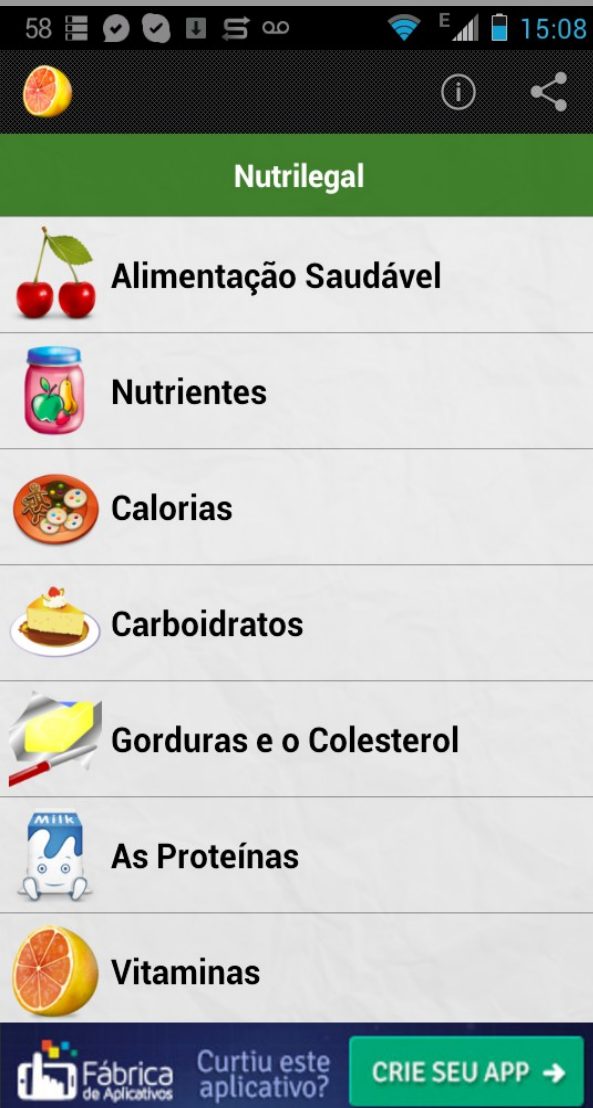 58 E 15:08
Nutrilegal
Alimentação Saudável
Nutrientes
Calorias
Carboidratos
Gorduras e o Colesterol
MILK
As Proteínas
Vitaminas
Fábrica
de Aplicativos
Curtiu este
aplicativo?
CRIE SEU APP